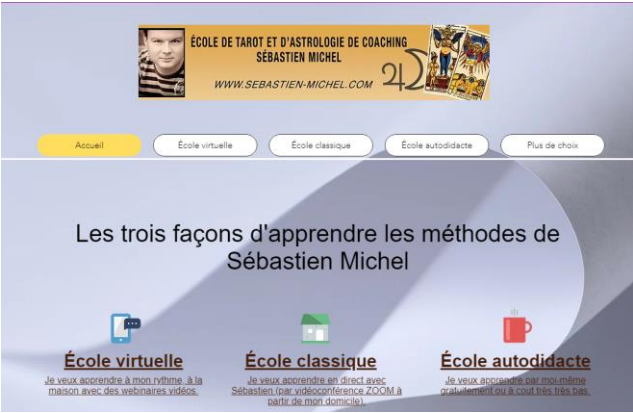 ÉCOLE DE TAROT ET D'ASTROLOGIE DE COACHING
SÉBASTIEN MICHEL
WWW.SEBASTIEN-MICHEL.COM
Accueil
École virtuelle
École classique
École autodidacte
Plus de choix
Les trois façons d'apprendre les méthodes de
Sébastien Michel
École virtuelle
Je veux apprendre à mon rythme, à la
maison avec des webinaires vidéos.
École classique
Je veux apprendre en direct avec
Sébastien (par vidéoconférence ZOOM à
partir de mon domicile).
École autodidacte
Je veux apprendre par moi-même
gratuitement ou à cout très très bas.